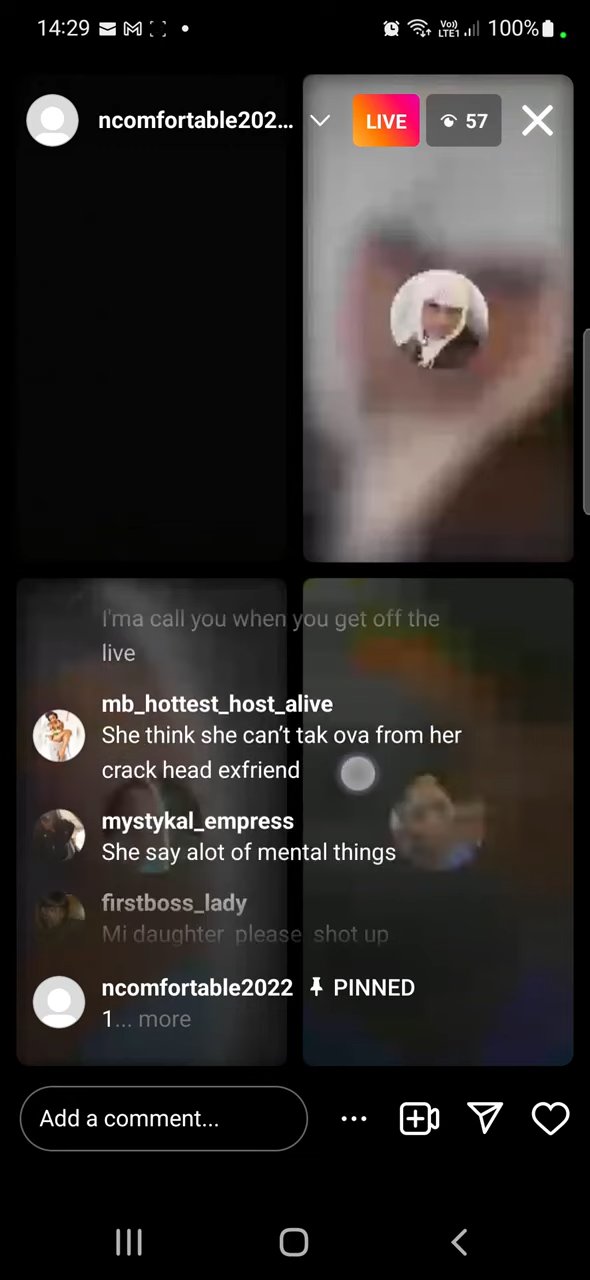 14:29
Vo)) LTE1
100%
ncomfortable202...
LIVE
57
I'ma call you when you get off the
live
mb_hottest_host_alive
She think she can't tak ova from her
crack head exfriend
mystykal_empress
She say alot of mental things
firstboss_lady
Mi daughter please shot up
ncomfortable2022 PINNED
1... more
Add a comment...